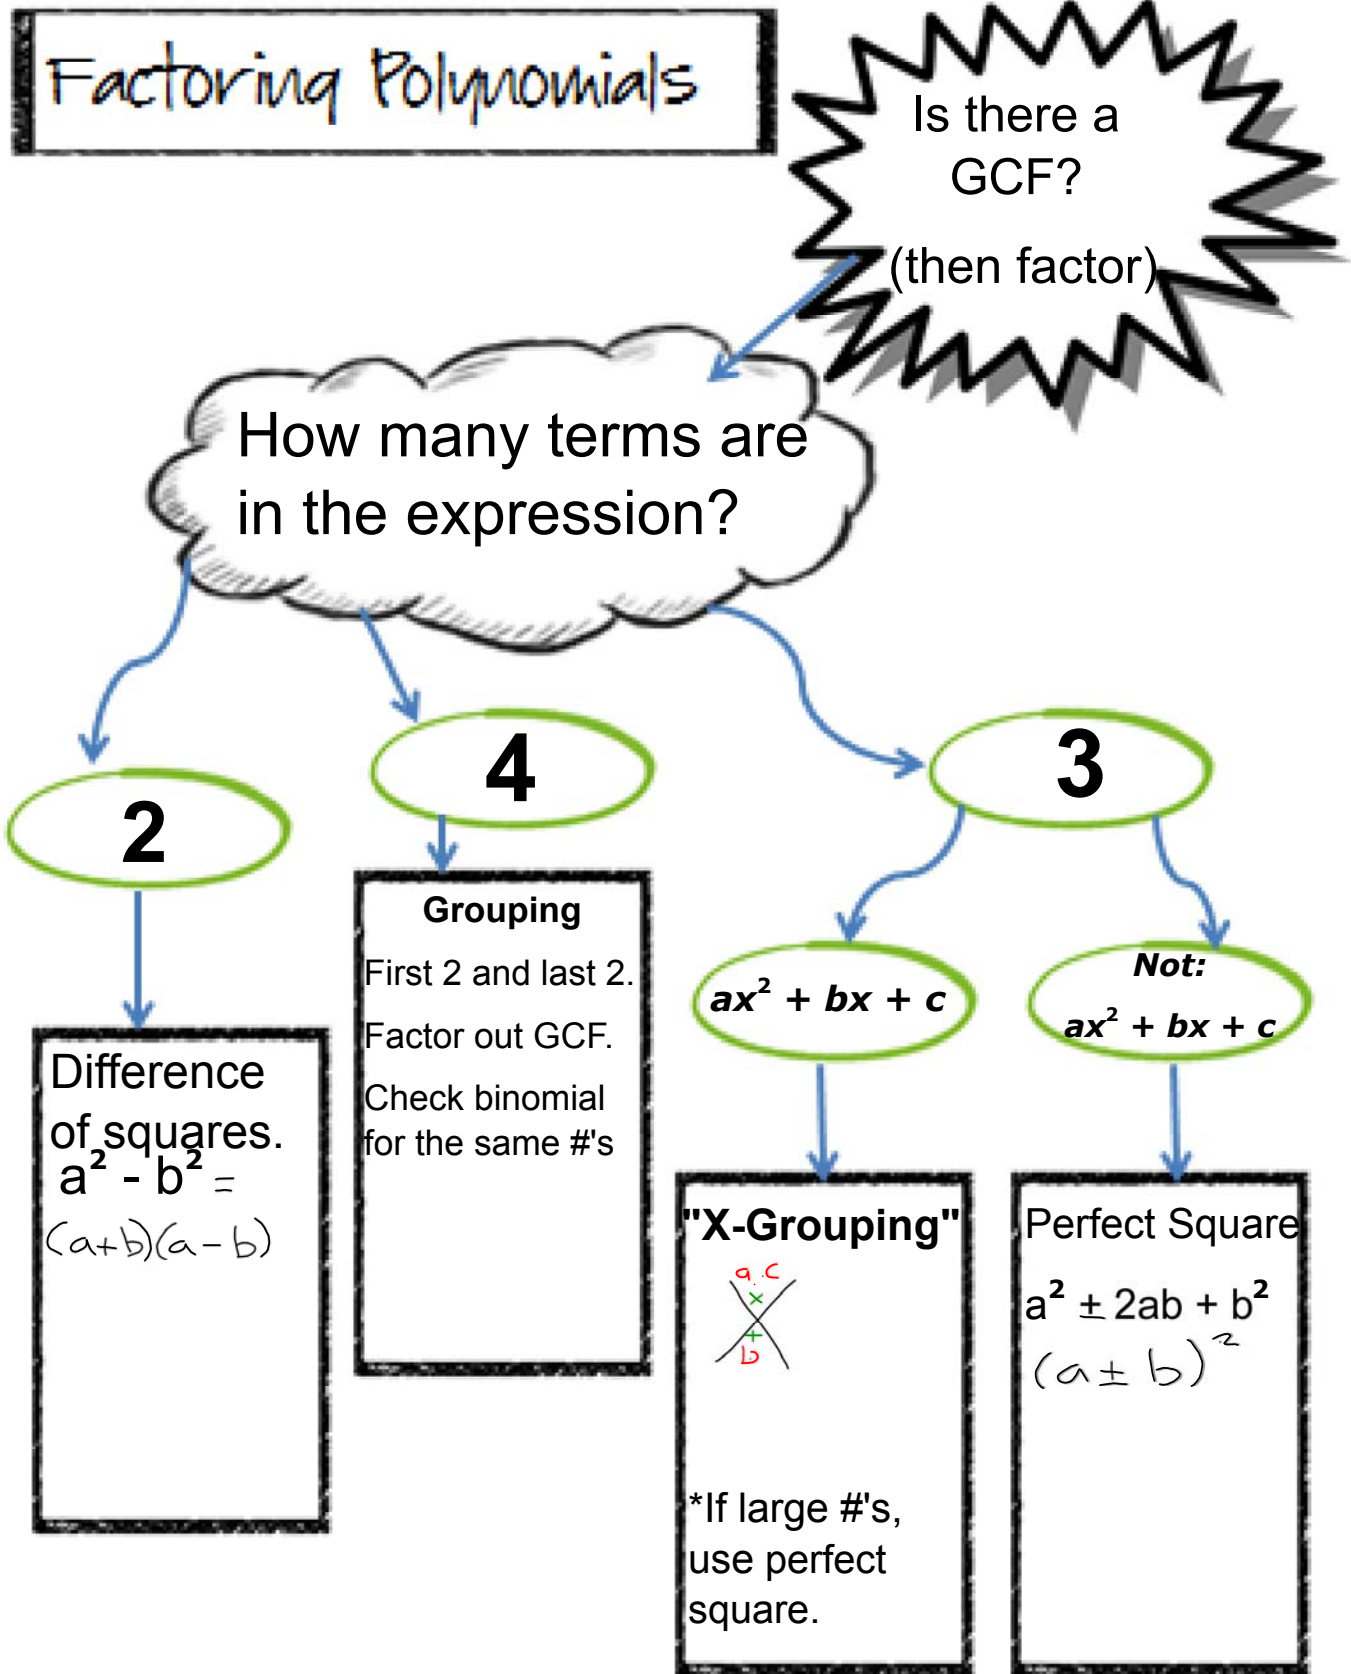 Factoring Polynomials
Is there a
GCF?
(then factor)
How many terms are
in the expression?
2
4
3
Difference
of squares.
a² - b² =
(a+b)(a-b)
Grouping
First 2 and last 2.
Factor out GCF.
Check binomial
for the same #'s
ax² + bx + c
"X-Grouping"
a·c
×
+
b
*If large #'s,
use perfect
square.
Not:
ax² + bx + c
Perfect Square
a² ± 2ab + b²
(a ± b)²